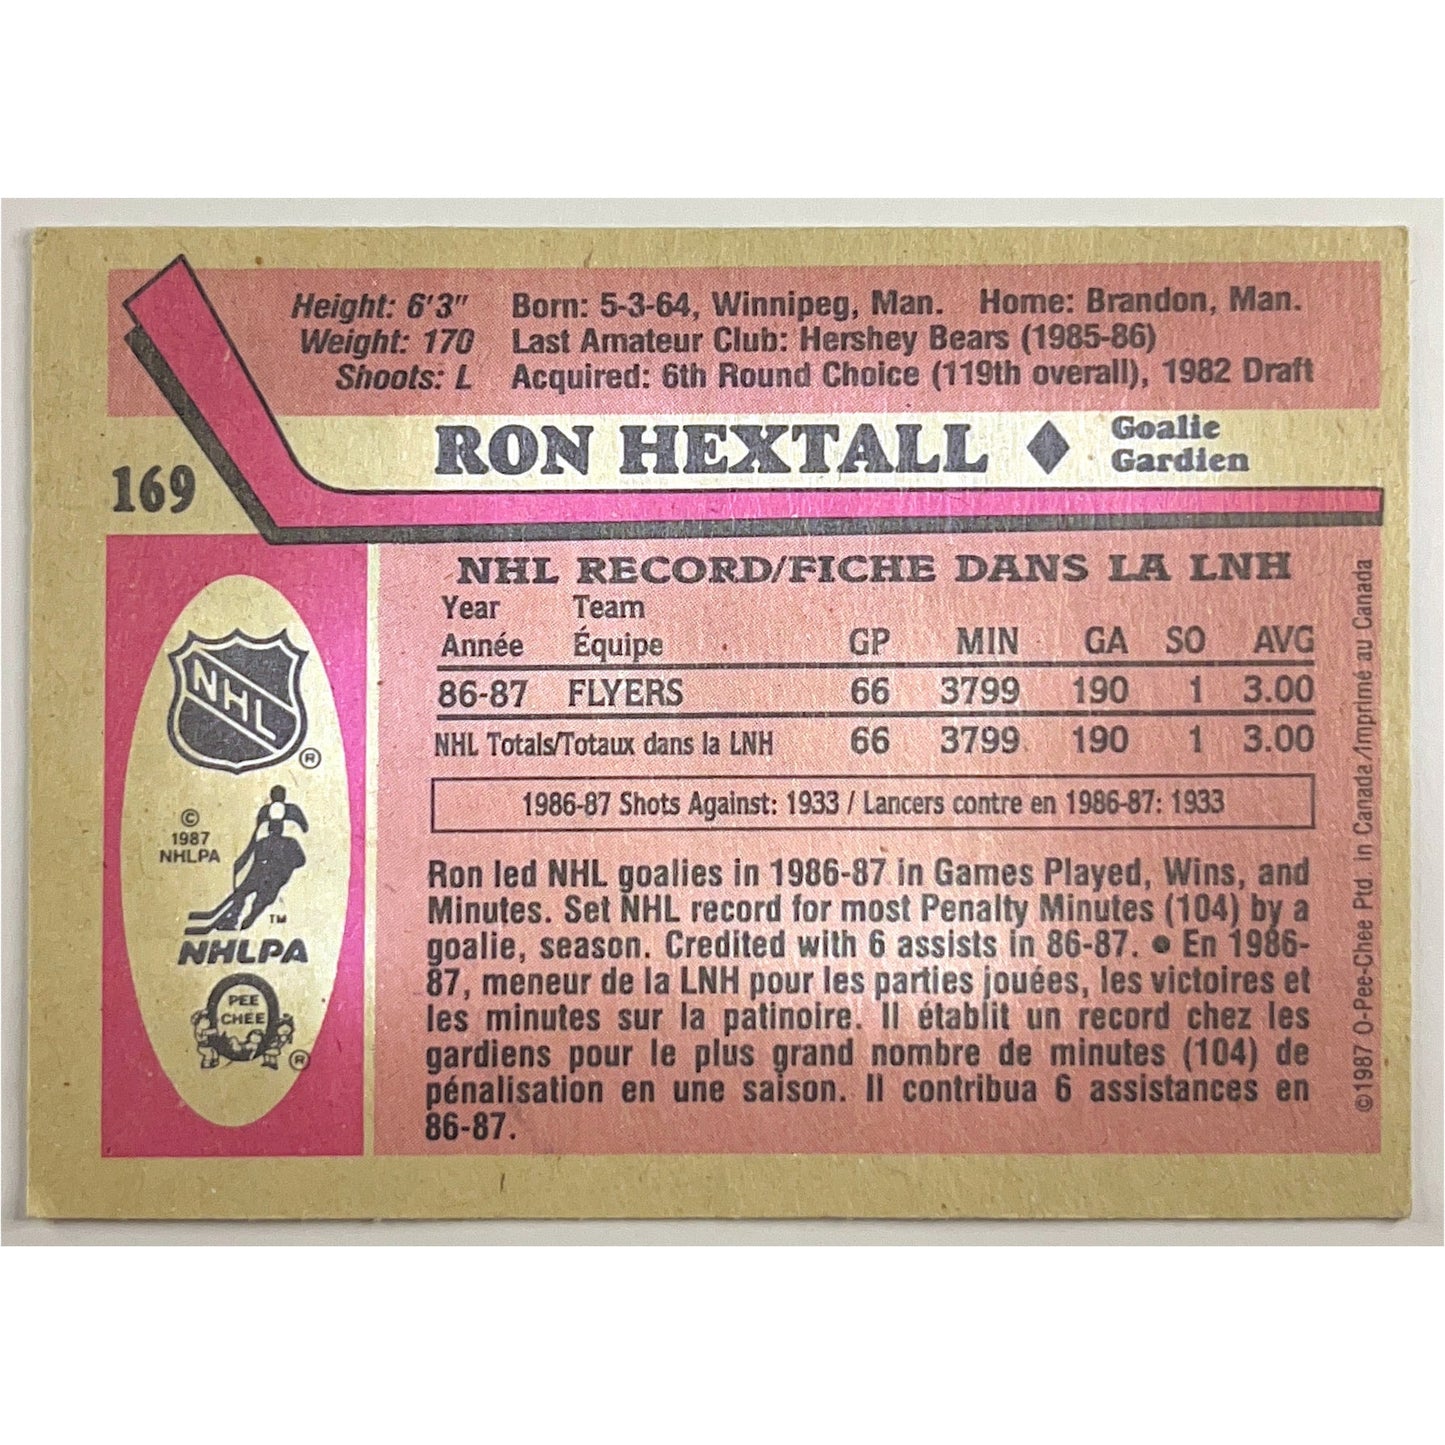 Height: 6'3" Born: 5-3-64, Winnipeg, Man. Home: Brandon, Man.
Weight: 170 Last Amateur Club: Hershey Bears (1985-86)
Shoots: L Acquired: 6th Round Choice (119th overall), 1982 Draft
RON HEXTALL ♦ Goalie
Gardien
169
NHL RECORD/FICHE DANS LA LNH
Year Team
Année Équipe GP MIN GA SO AVG
86-87 FLYERS 66 3799 190 1 3.00
NHL Totals/Totaux dans la LNH 66 3799 190 1 3.00
1986-87 Shots Against: 1933 / Lancers contre en 1986-87: 1933
Ron led NHL goalies in 1986-87 in Games Played, Wins, and
Minutes. Set NHL record for most Penalty Minutes (104) by a
goalie, season. Credited with 6 assists in 86-87. ● En 1986-
87, meneur de la LNH pour les parties jouées, les victoires et
les minutes sur la patinoire. Il établit un record chez les
gardiens pour le plus grand nombre de minutes (104) de
pénalisation en une saison. Il contribua 6 assistances en
86-87.
NHL
®
©
1987
NHLPA
TM
NHLPA
PEE
CHEE
®
©1987 O-Pee-Chee Ptd in Canada/Imprimé au Canada